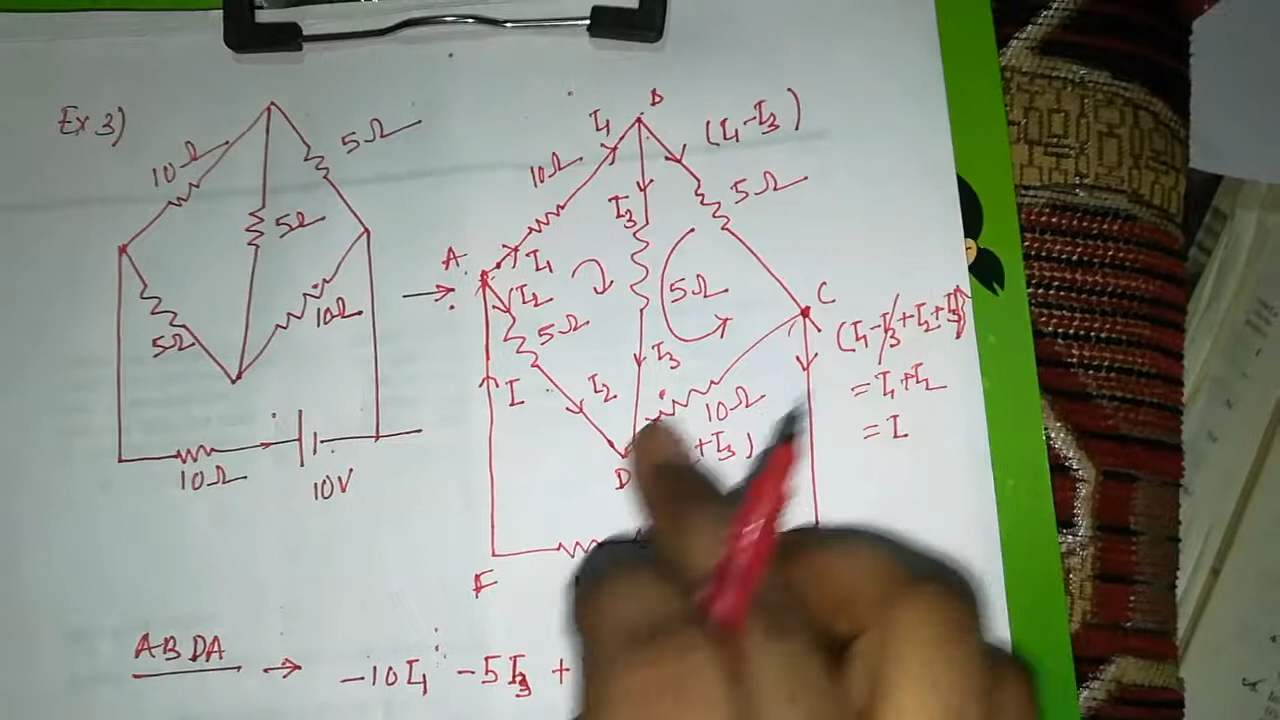 Ex 3)
10Ω
5Ω
5Ω
5Ω
10Ω
10Ω
10V
B
I₁
(I₁-I₃)
10Ω
5Ω
I₃
A
I₁
I₂
5Ω
5Ω
C
I₃
I₂
I
10Ω
+I₃)
D
(I₁-I₃+I₂+I₃)
= I₁+I₂
= I
F
ABDA → -10I₁ -5I₃ +